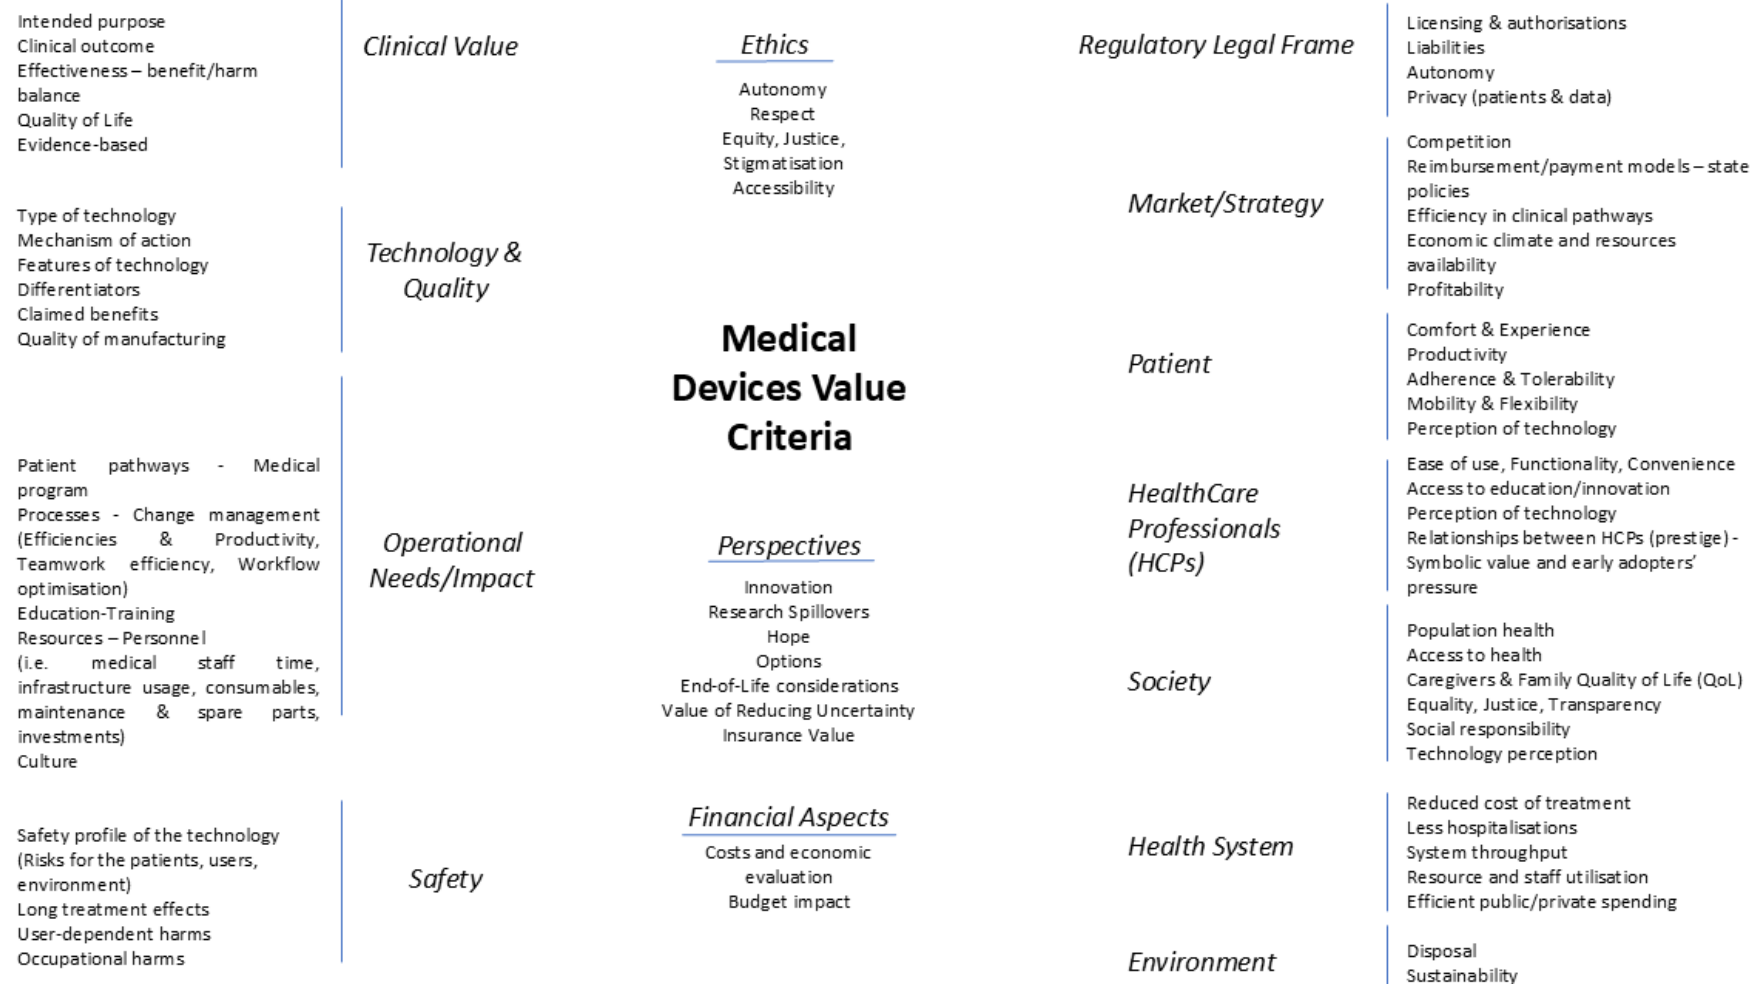 Intended purpose
Clinical outcome
Effectiveness – benefit/harm
balance
Quality of Life
Evidence-based
Clinical Value
Type of technology
Mechanism of action
Features of technology
Differentiators
Claimed benefits
Quality of manufacturing
Technology &
Quality
Patient pathways - Medical
program
Processes - Change management
(Efficiencies & Productivity,
Teamwork efficiency, Workflow
optimisation)
Education-Training
Resources – Personnel
(i.e. medical staff time,
infrastructure usage, consumables,
maintenance & spare parts,
investments)
Culture
Operational
Needs/Impact
Safety profile of the technology
(Risks for the patients, users,
environment)
Long treatment effects
User-dependent harms
Occupational harms
Safety
Ethics
Autonomy
Respect
Equity, Justice,
Stigmatisation
Accessibility
Medical
Devices Value
Criteria
Perspectives
Innovation
Research Spillovers
Hope
Options
End-of-Life considerations
Value of Reducing Uncertainty
Insurance Value
Financial Aspects
Costs and economic
evaluation
Budget impact
Regulatory Legal Frame
Licensing & authorisations
Liabilities
Autonomy
Privacy (patients & data)
Market/Strategy
Competition
Reimbursement/payment models – state
policies
Efficiency in clinical pathways
Economic climate and resources
availability
Profitability
Patient
Comfort & Experience
Productivity
Adherence & Tolerability
Mobility & Flexibility
Perception of technology
HealthCare
Professionals
(HCPs)
Ease of use, Functionality, Convenience
Access to education/innovation
Perception of technology
Relationships between HCPs (prestige) -
Symbolic value and early adopters’
pressure
Society
Population health
Access to health
Caregivers & Family Quality of Life (QoL)
Equality, Justice, Transparency
Social responsibility
Technology perception
Health System
Reduced cost of treatment
Less hospitalisations
System throughput
Resource and staff utilisation
Efficient public/private spending
Environment
Disposal
Sustainability